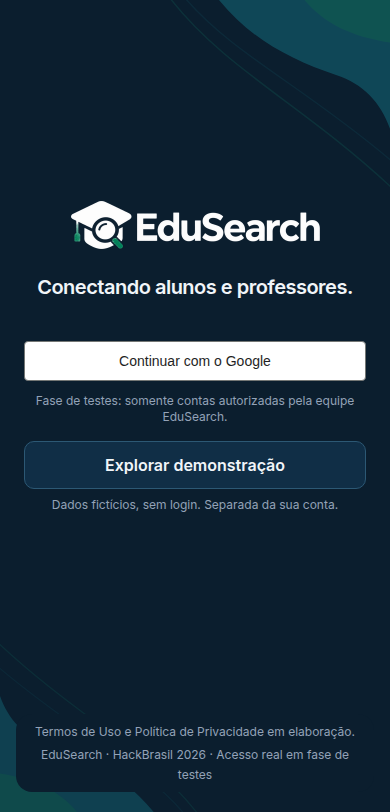 EduSearch
Conectando alunos e professores.
Continuar com o Google
Fase de testes: somente contas autorizadas pela equipe
EduSearch.
Explorar demonstração
Dados fictícios, sem login. Separada da sua conta.
Termos de Uso e Política de Privacidade em elaboração.
EduSearch · HackBrasil 2026 · Acesso real em fase de
testes